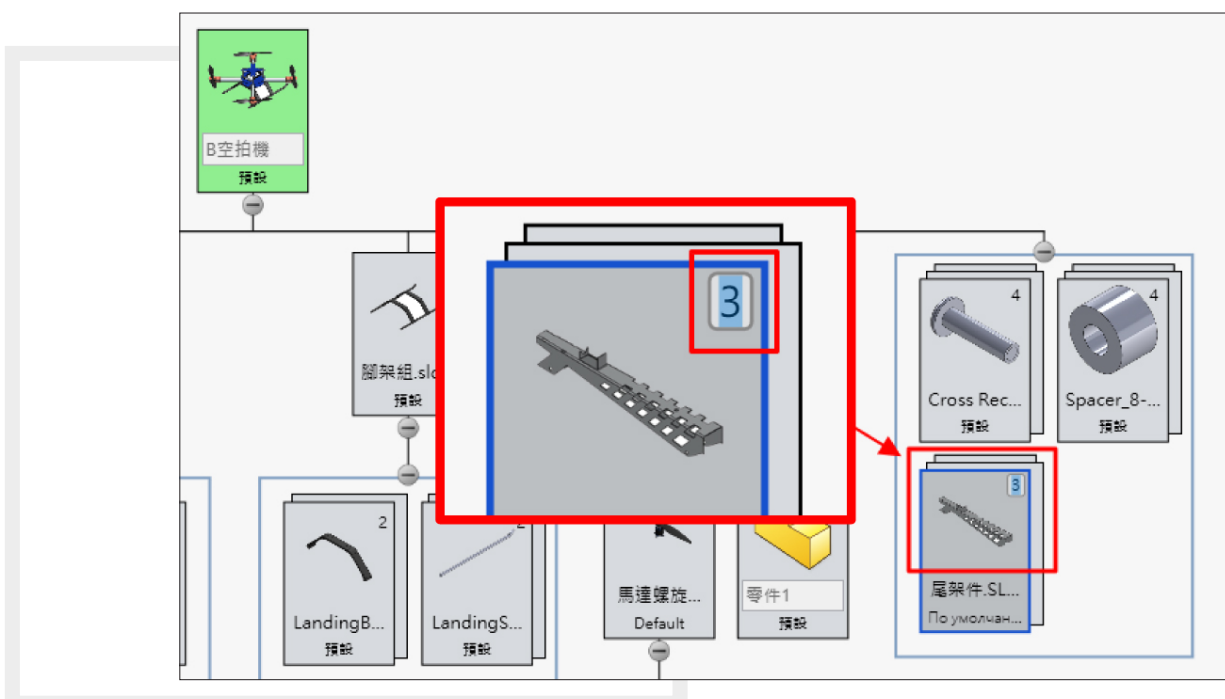 B空拍機
預設
腳架組.slc
預設
3
4
Cross Rec...
預設
4
Spacer_8-...
預設
3
尾架件.SL...
По умолчан...
2
LandingB...
預設
2
LandingS...
預設
馬達螺旋...
Default
零件1
預設